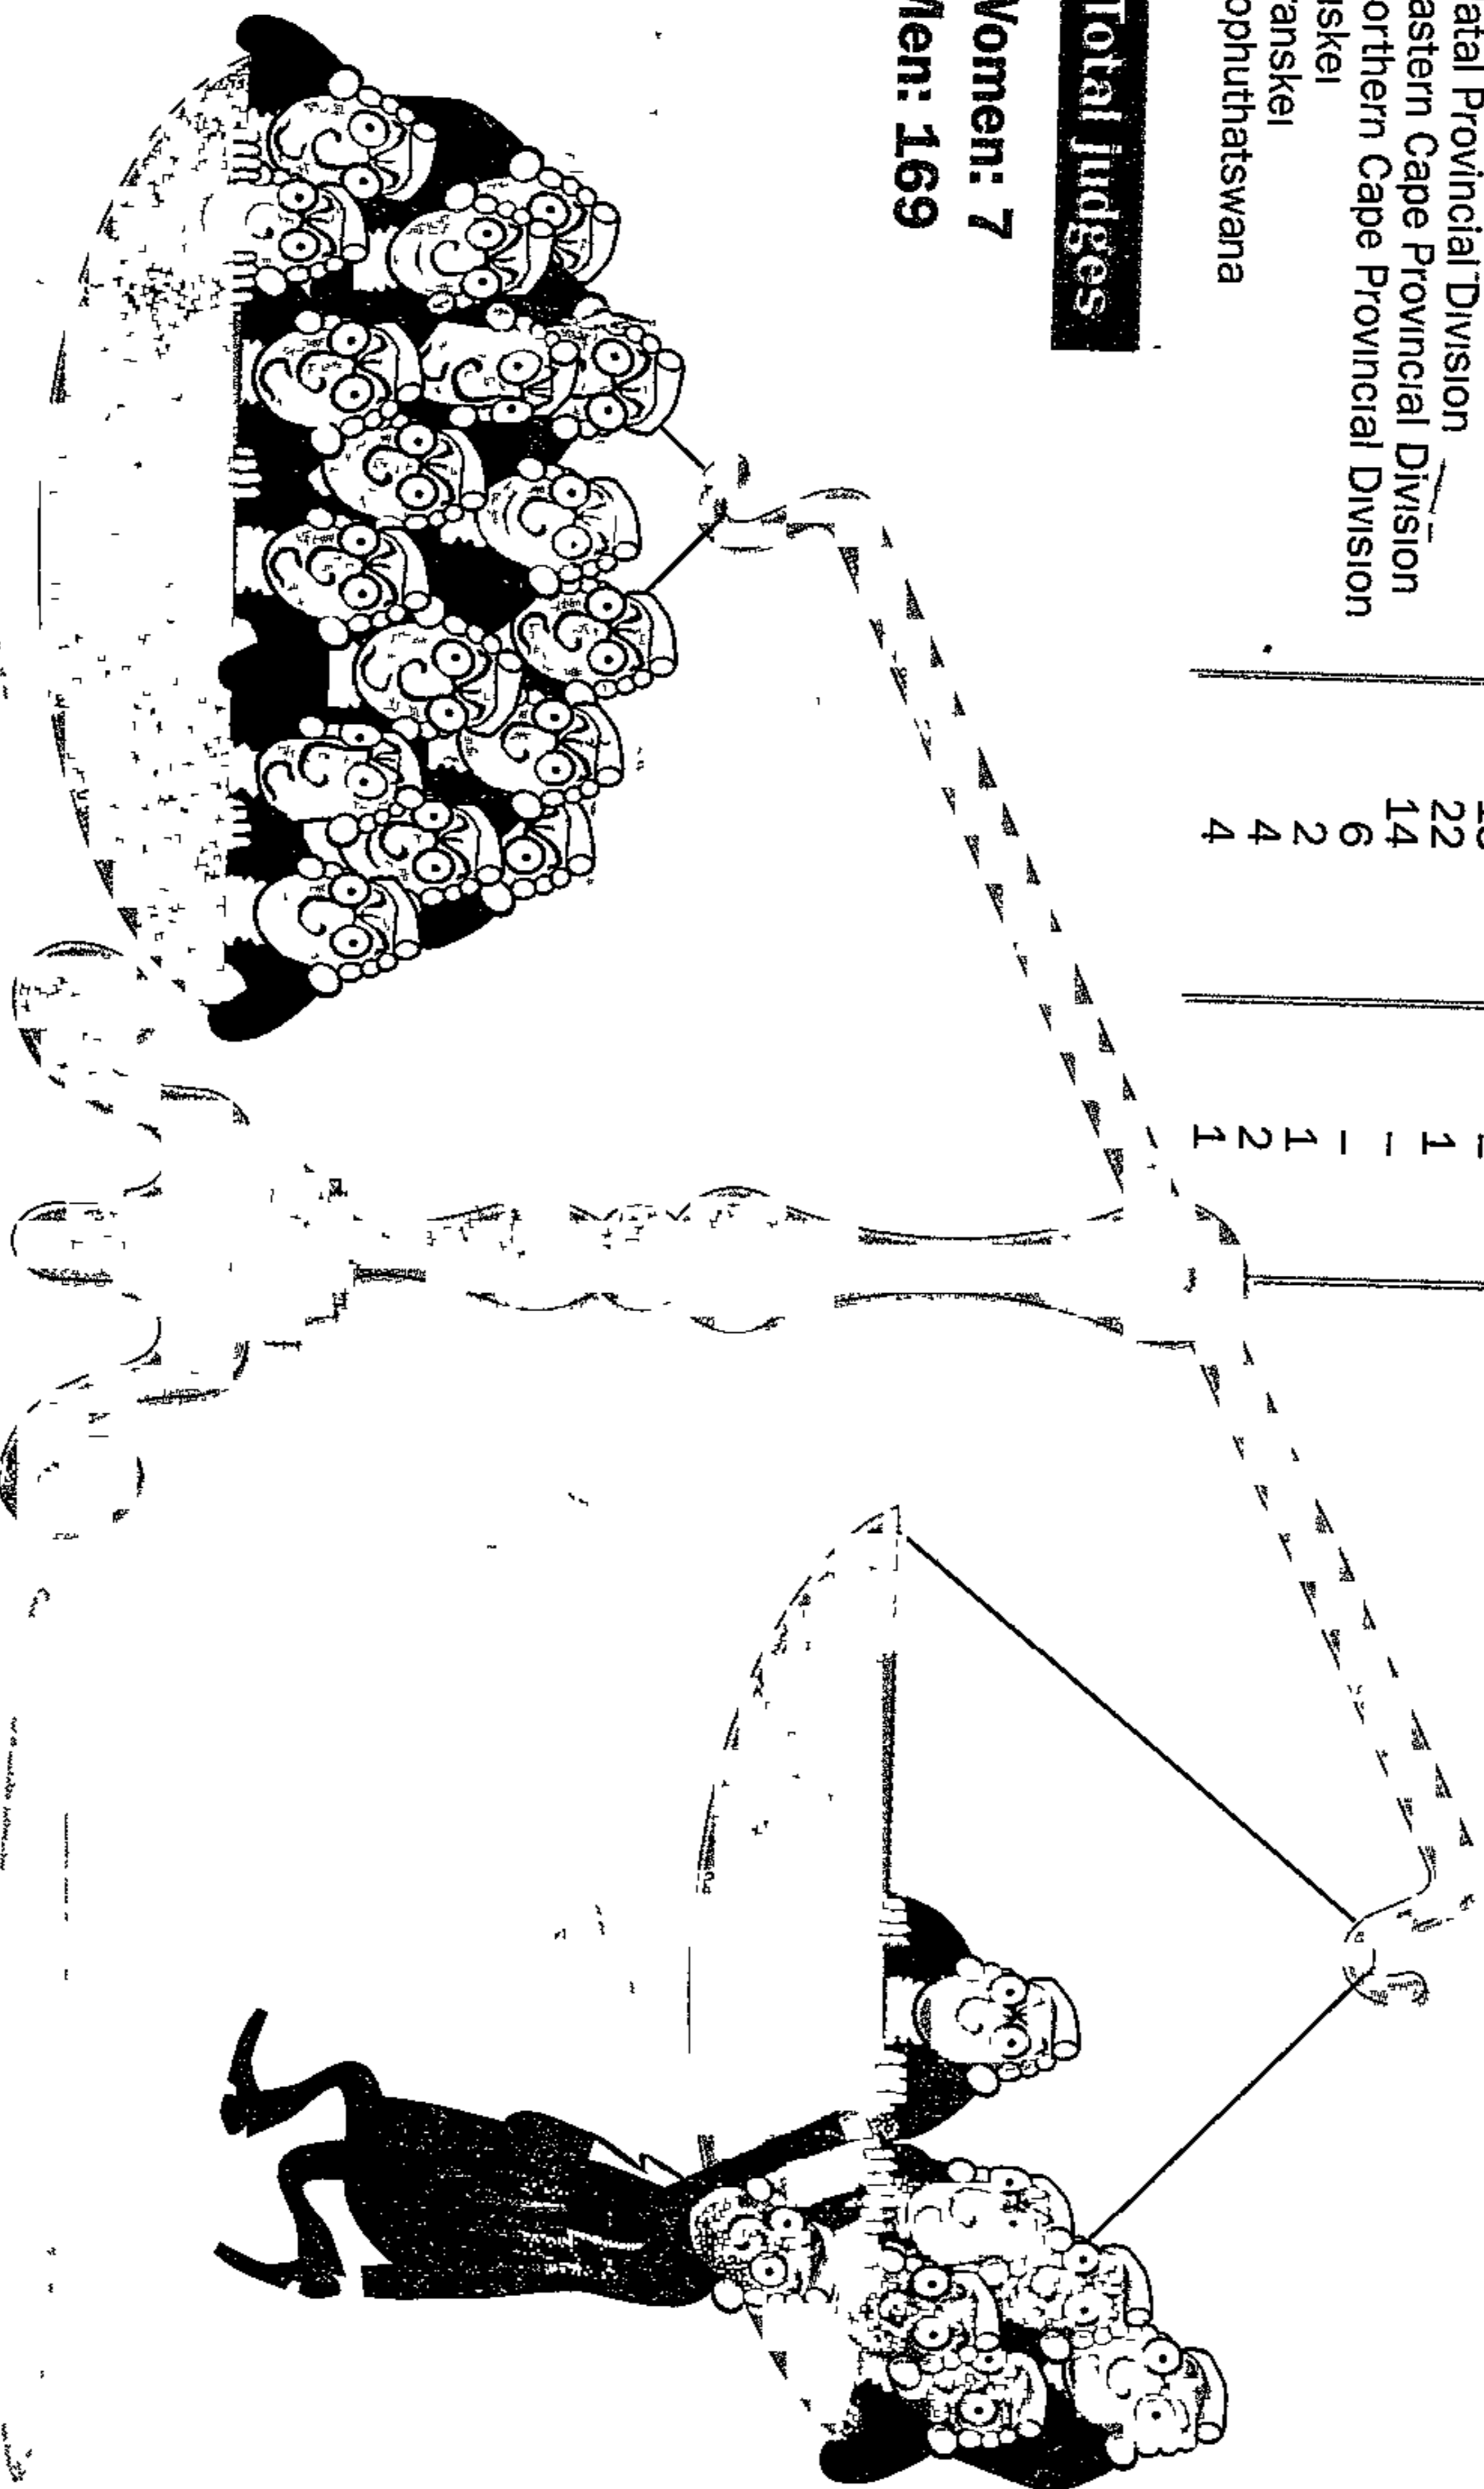 atal Provincial Division 22 1
astern Cape Provincial Division 14 –
orthern Cape Provincial Division 6 –
skei 2 1
anskei 4 2
ophuthatswana 4 1
Total judges
Women: 7
Men: 169